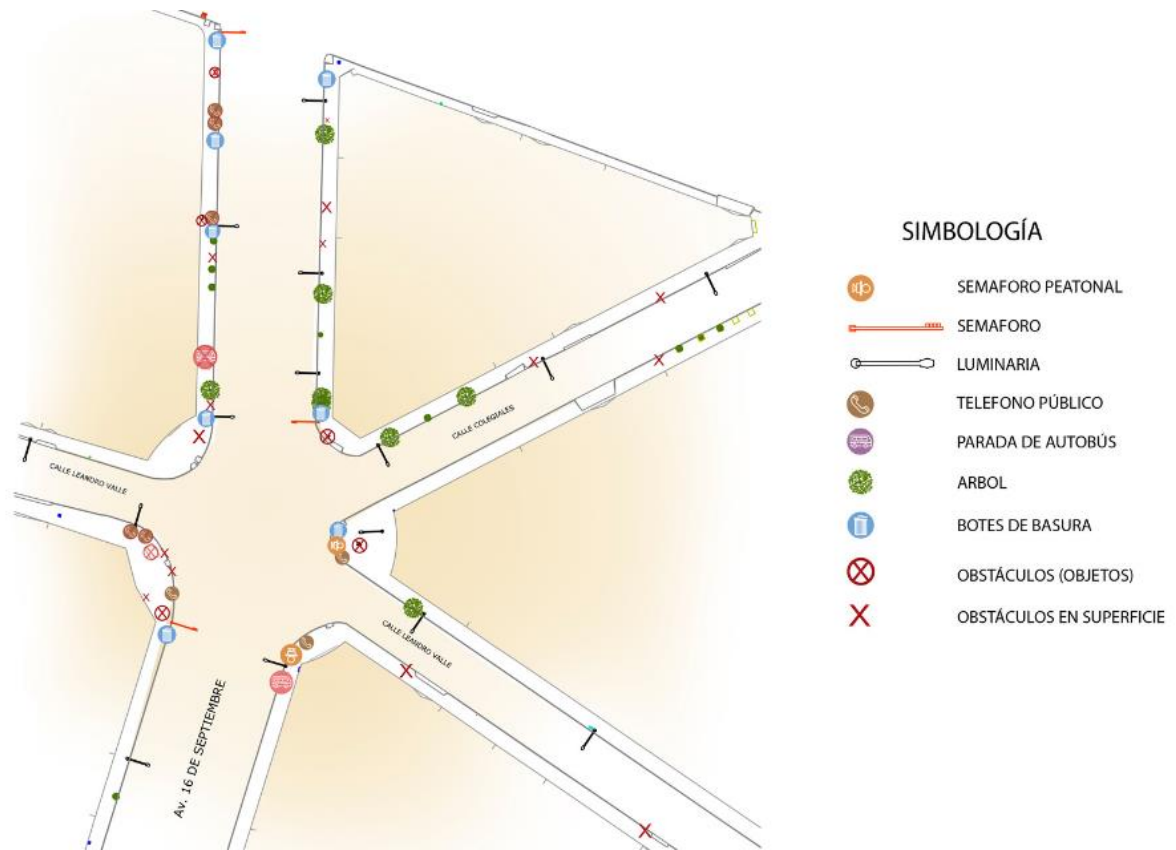 SIMBOLOGÍA
SEMAFORO PEATONAL
SEMAFORO
LUMINARIA
TELEFONO PÚBLICO
PARADA DE AUTOBÚS
ARBOL
BOTES DE BASURA
OBSTÁCULOS (OBJETOS)
OBSTÁCULOS EN SUPERFICIE
CALLE COLEGIALES
CALLE LEANDRO VALLE
CALLE LEANDRO VALLE
Av. 16 DE SEPTIEMBRE